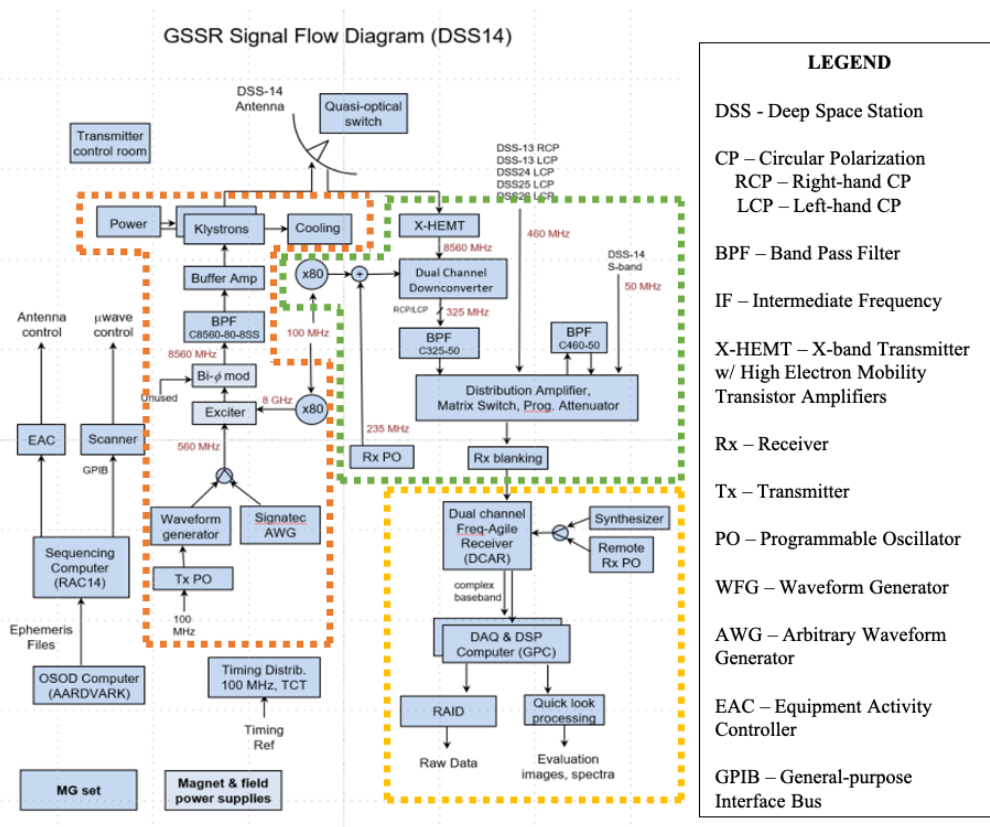 GSSR Signal Flow Diagram (DSS14)
DSS-14
Antenna
Quasi-optical
switch
Transmitter
control room
DSS-13 RCP
DSS-13 LCP
DSS24 LCP
DSS25 LCP
DSS26 LCP
Power
Klystrons
Cooling
X-HEMT
460 MHz
8560 MHz
DSS-14
S-band
50 MHz
Buffer Amp
x80
+
Dual Channel
Downconverter
RCP/LCP
325 MHz
Antenna
control
µwave
control
BPF
C8560-80-8SS
100 MHz
BPF
C325-50
BPF
C460-50
8560 MHz
Bi-ϕ mod
Unused
Exciter
8 GHz
x80
Distribution Amplifier,
Matrix Switch, Prog. Attenuator
EAC
Scanner
GPIB
560 MHz
235 MHz
Rx PO
Rx blanking
Waveform
generator
Signatec
AWG
Dual channel
Freq-Agile
Receiver
(DCAR)
Synthesizer
Remote
Rx PO
Sequencing
Computer
(RAC14)
Tx PO
100
MHz
complex
baseband
Ephemeris
Files
DAQ & DSP
Computer (GPC)
OSOD Computer
(AARDVARK)
Timing Distrib.
100 MHz, TCT
Timing
Ref
RAID
Quick look
processing
Raw Data
Evaluation
images, spectra
MG set
Magnet & field
power supplies
LEGEND
DSS - Deep Space Station
CP – Circular Polarization
RCP – Right-hand CP
LCP – Left-hand CP
BPF – Band Pass Filter
IF – Intermediate Frequency
X-HEMT – X-band Transmitter
w/ High Electron Mobility
Transistor Amplifiers
Rx – Receiver
Tx – Transmitter
PO – Programmable Oscillator
WFG – Waveform Generator
AWG – Arbitrary Waveform
Generator
EAC – Equipment Activity
Controller
GPIB – General-purpose
Interface Bus